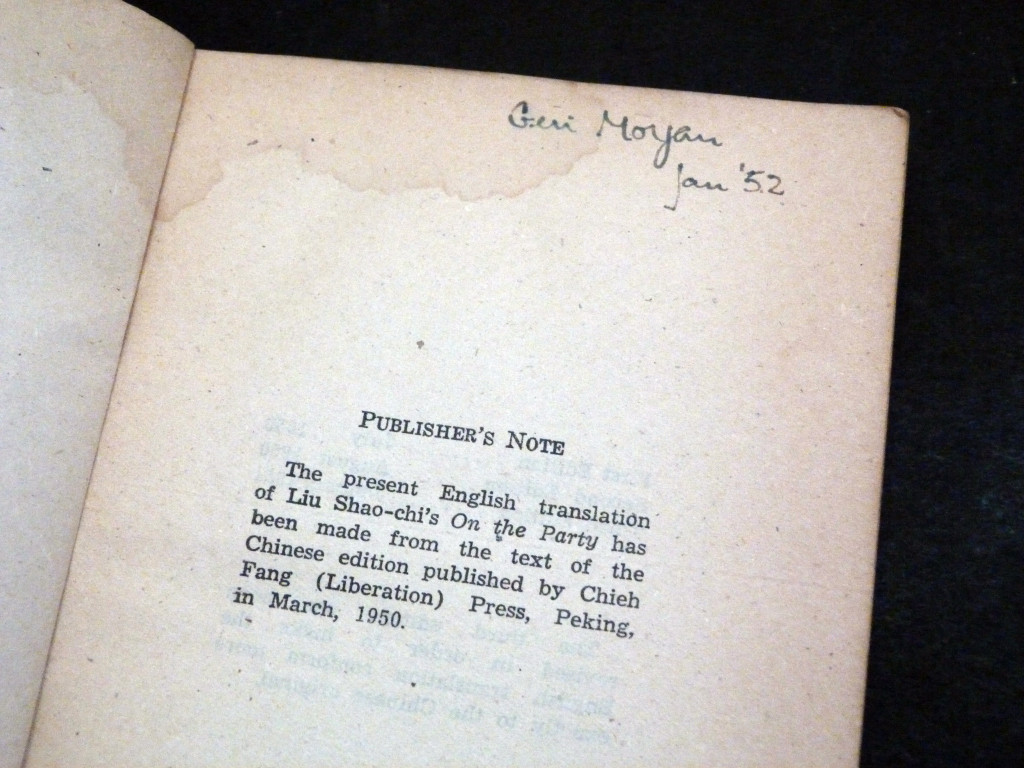 Geri Morgan
Jan '52
PUBLISHER'S NOTE
The present English translation
of Liu Shao-chi's On the Party has
been made from the text of the
Chinese edition published by Chieh
Fang (Liberation) Press, Peking,
in March, 1950.